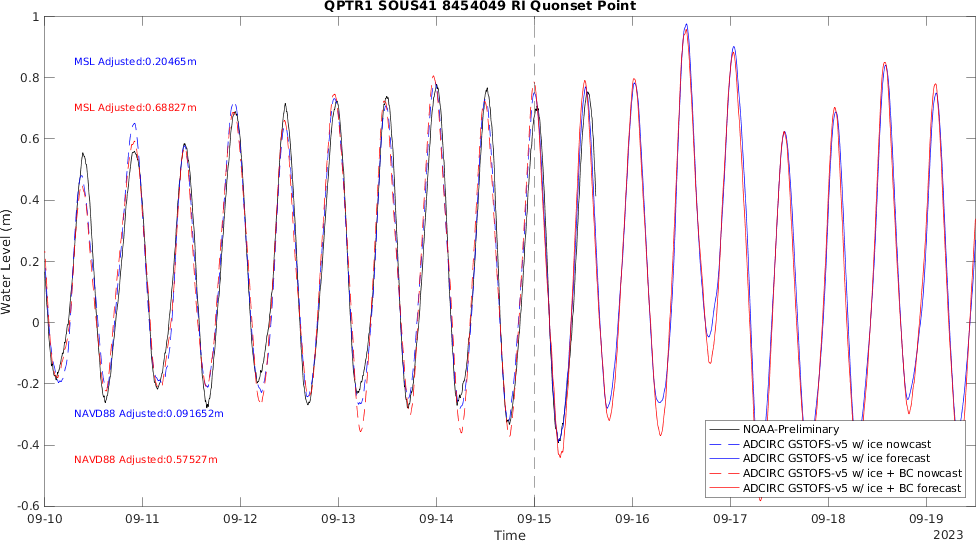 QPTR1 SOUS41 8454049 RI Quonset Point
1
0.8
0.6
0.4
0.2
0
-0.2
-0.4
-0.6
Water Level (m)
MSL Adjusted:0.20465m
MSL Adjusted:0.68827m
NAVD88 Adjusted:0.091652m
NAVD88 Adjusted:0.57527m
NOAA-Preliminary
ADCIRC GSTOFS-v5 w/ ice nowcast
ADCIRC GSTOFS-v5 w/ ice forecast
ADCIRC GSTOFS-v5 w/ ice + BC nowcast
ADCIRC GSTOFS-v5 w/ ice + BC forecast
09-10 09-11 09-12 09-13 09-14 09-15 09-16 09-17 09-18 09-19
Time
2023